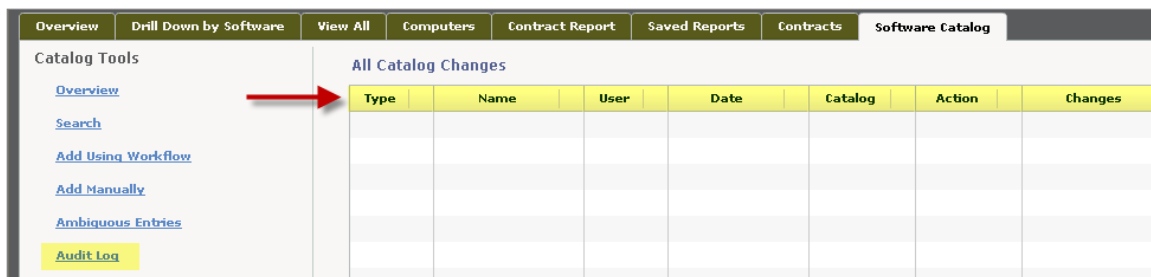 Overview Drill Down by Software View All Computers Contract Report Saved Reports Contracts Software Catalog
Catalog Tools
Overview
Search
Add Using Workflow
Add Manually
Ambiguous Entries
Audit Log
All Catalog Changes
Type Name User Date Catalog Action Changes